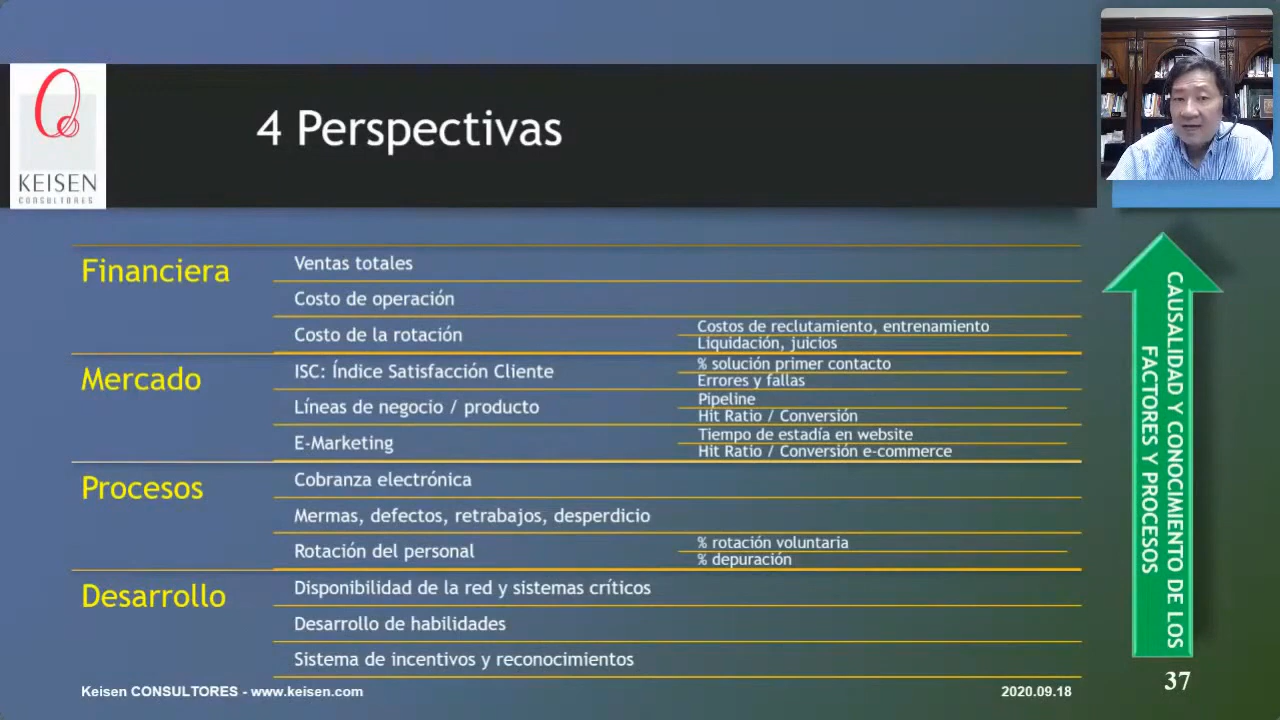 4 Perspectivas
KEISEN
CONSULTORES
Financiera
Ventas totales
Costo de operación
Costo de la rotación
Costos de reclutamiento, entrenamiento
Liquidación, juicios
Mercado
ISC: Índice Satisfacción Cliente
% solución primer contacto
Errores y fallas
Líneas de negocio / producto
Pipeline
Hit Ratio / Conversión
E-Marketing
Tiempo de estadía en website
Hit Ratio / Conversión e-commerce
Procesos
Cobranza electrónica
Mermas, defectos, retrabajos, desperdicio
Rotación del personal
% rotación voluntaria
% depuración
Desarrollo
Disponibilidad de la red y sistemas críticos
Desarrollo de habilidades
Sistema de incentivos y reconocimientos
CAUSALIDAD Y CONOCIMIENTO DE LOS
FACTORES Y PROCESOS
Keisen CONSULTORES - www.keisen.com
2020.09.18
37